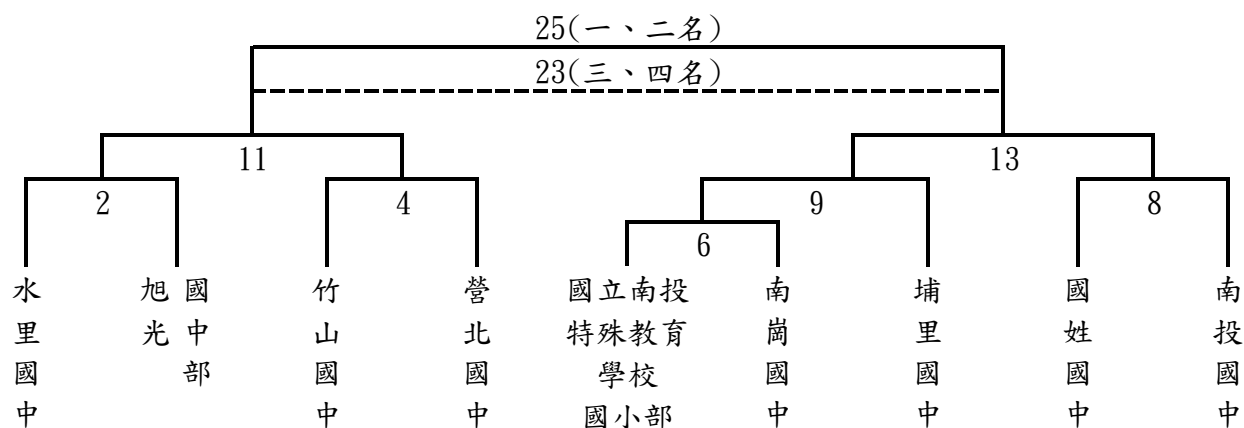 25(一、二名)
23(三、四名)
11
13
2
4
9
8
6
水里國中
旭光國中部
竹山國中
營北國中
國立南投
特殊教育
學校
國小部
南崗國中
埔里國中
國姓國中
南投國中